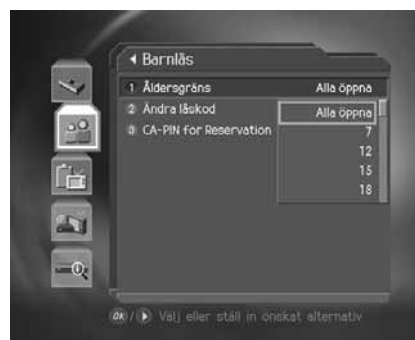 Barnlås
1 Åldersgräns Alla öppna
2 Ändra låskod Alla öppna
3 CA-PIN for Reservation 7
12
15
18
OK / Välj eller ställ in önskat alternativ